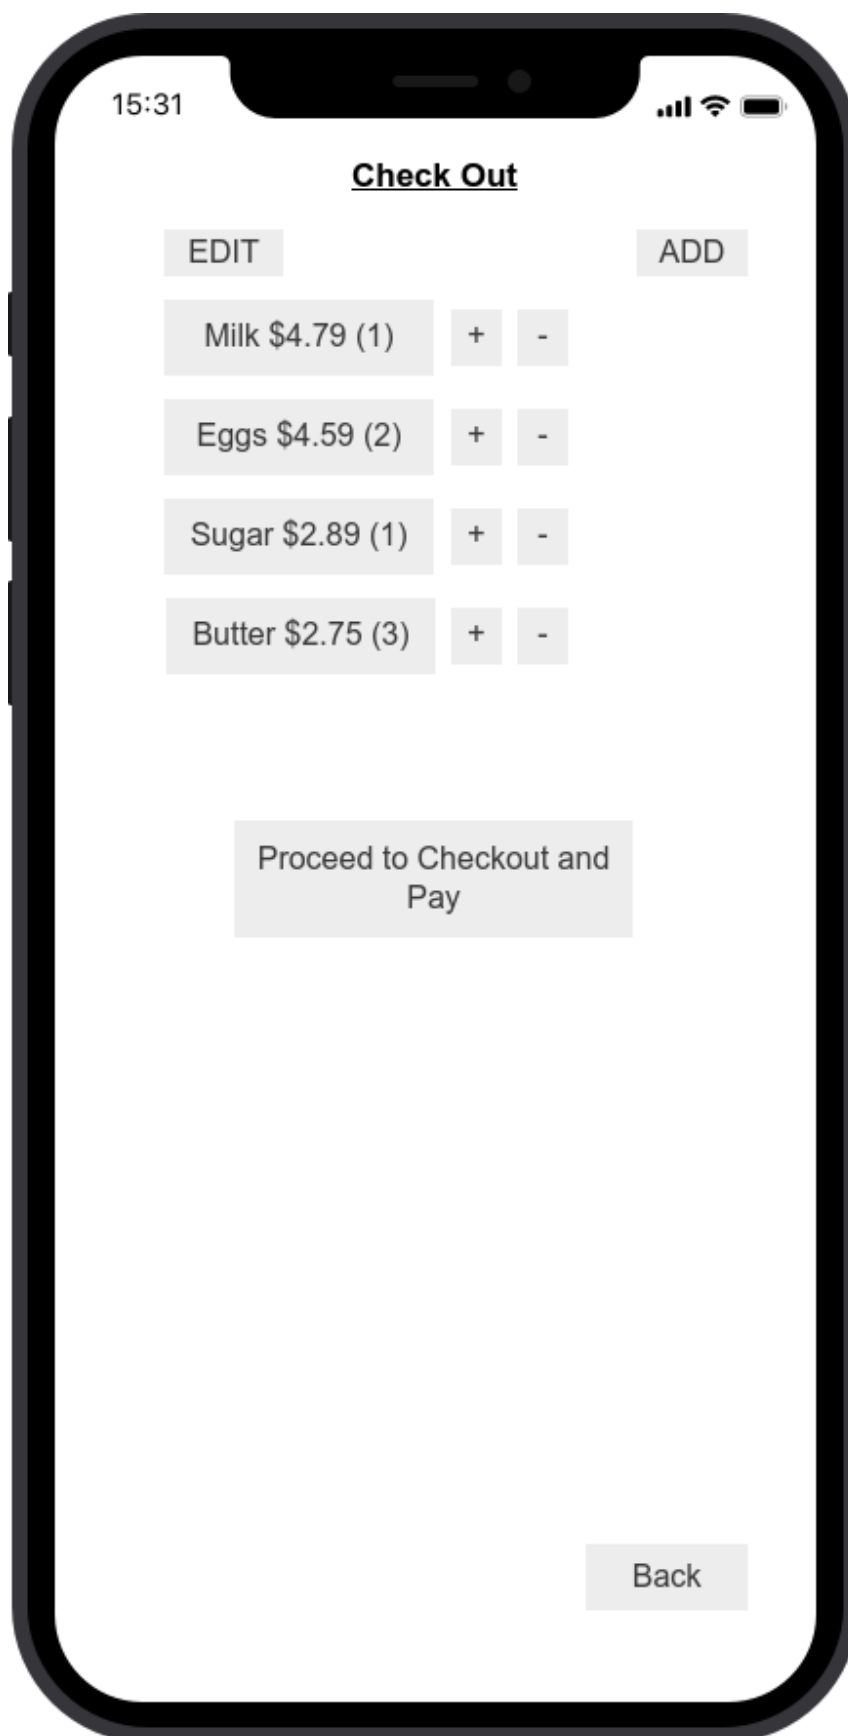 15:31
Check Out
EDIT ADD
Milk $4.79 (1) + -
Eggs $4.59 (2) + -
Sugar $2.89 (1) + -
Butter $2.75 (3) + -
Proceed to Checkout and
Pay
Back